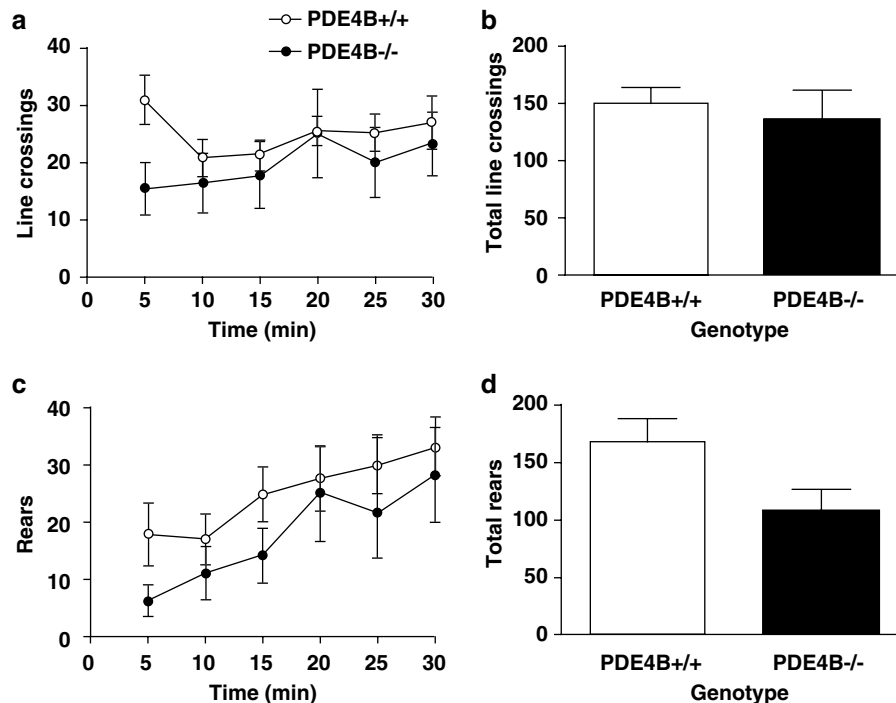 a
PDE4B+/+
PDE4B-/-
40
30
20
10
0
Line crossings
0 5 10 15 20 25 30
Time (min)
b
200
150
100
50
0
Total line crossings
PDE4B+/+ PDE4B-/-
Genotype
c
40
30
20
10
0
Rears
0 5 10 15 20 25 30
Time (min)
d
200
150
100
50
0
Total rears
PDE4B+/+ PDE4B-/-
Genotype